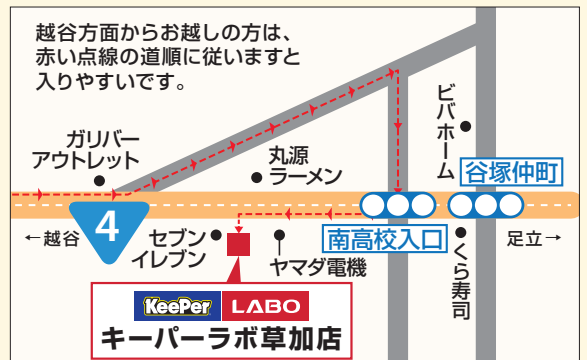 越谷方面からお越しの方は、
赤い点線の道順に従いますと
入りやすいです。
ガリバー
アウトレット
丸源
ラーメン
ビバホーム
谷塚仲町
4
←越谷
セブン
イレブン
ヤマダ電機
南高校入口
くら寿司
足立→
KeePer LABO
キーパーラボ草加店